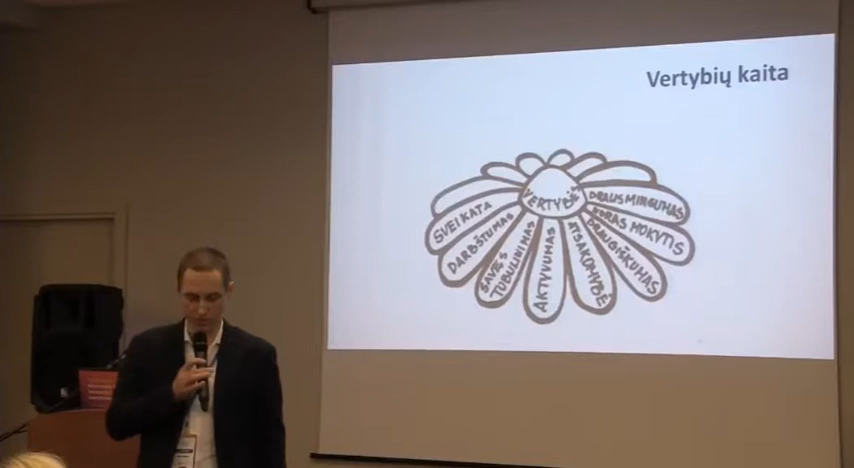 Vertybių kaita
VERTYBĖS
SVEIKATA
DARBŠTUMAS
SAVĘS
TOBULINIMAS
AKTYVUMAS
ATSAKOMYBĖ
DRAUGIŠKUMAS
NORAS MOKYTIS
DRAUSMINGUMAS